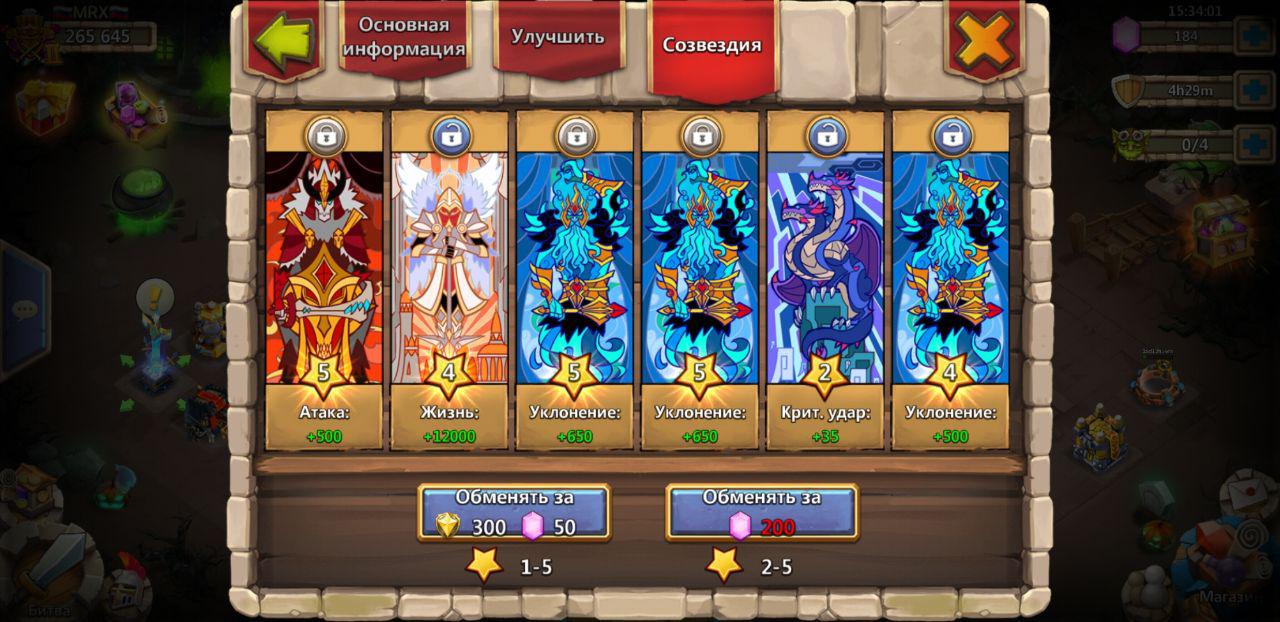 MRX
265 645
Основная
информация
Улучшить
Созвездия
15:34:01
184
4h29m
0/4
5
4
5
5
2
4
Атака:
+500
Жизнь:
+12000
Уклонение:
+650
Уклонение:
+650
Крит. удар:
+35
Уклонение:
+500
Обменять за
300 50
Обменять за
200
1-5
2-5
Битва
Магазин